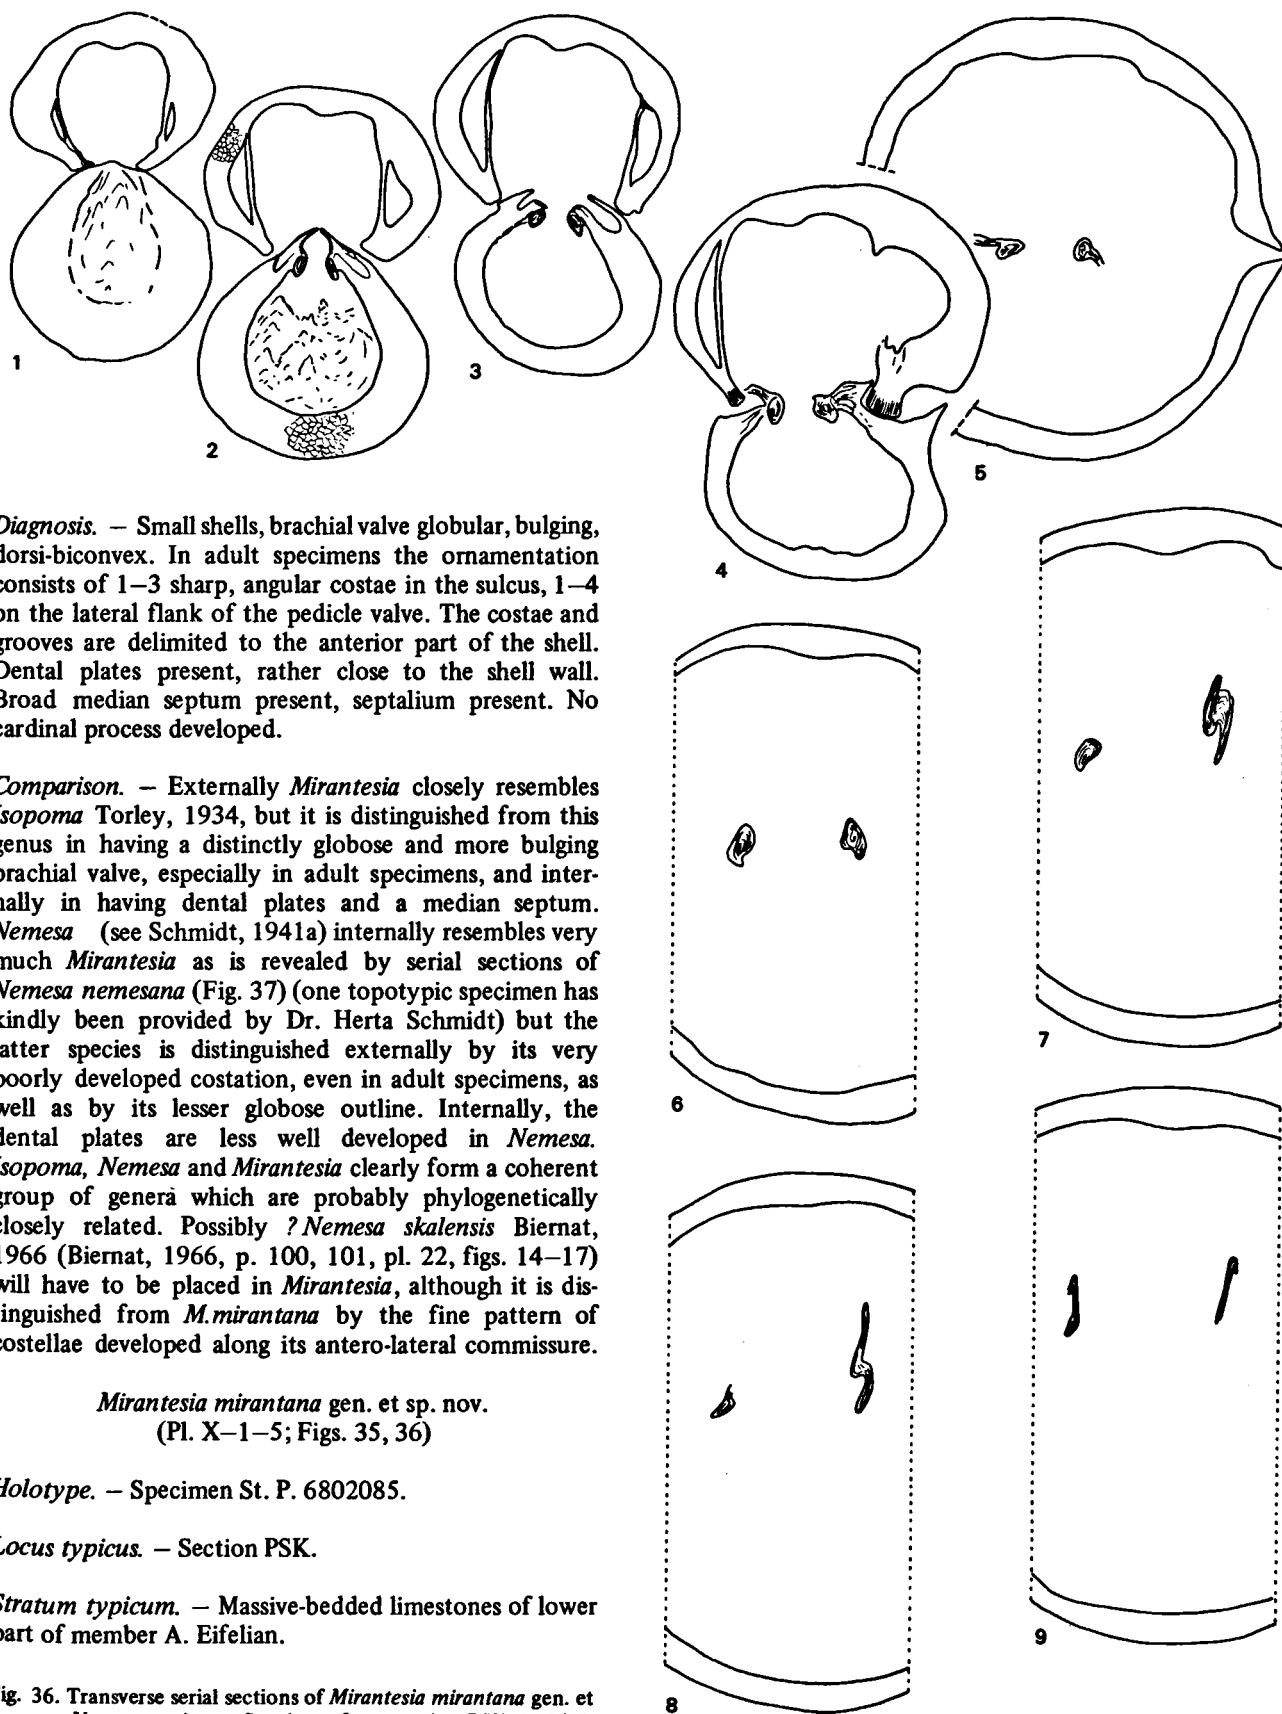 1
2
3
4
5
6
7
8
9
Diagnosis. — Small shells, brachial valve globular, bulging,
dorsi-biconvex. In adult specimens the ornamentation
consists of 1—3 sharp, angular costae in the sulcus, 1—4
on the lateral flank of the pedicle valve. The costae and
grooves are delimited to the anterior part of the shell.
Dental plates present, rather close to the shell wall.
Broad median septum present, septalium present. No
cardinal process developed.
Comparison. — Externally Mirantesia closely resembles
Isopoma Torley, 1934, but it is distinguished from this
genus in having a distinctly globose and more bulging
brachial valve, especially in adult specimens, and inter-
nally in having dental plates and a median septum.
Nemesa (see Schmidt, 1941a) internally resembles very
much Mirantesia as is revealed by serial sections of
Nemesa nemesana (Fig. 37) (one topotypic specimen has
kindly been provided by Dr. Herta Schmidt) but the
latter species is distinguished externally by its very
poorly developed costation, even in adult specimens, as
well as by its lesser globose outline. Internally, the
dental plates are less well developed in Nemesa.
Isopoma, Nemesa and Mirantesia clearly form a coherent
group of generà which are probably phylogenetically
closely related. Possibly ?Nemesa skalensis Biernat,
1966 (Biernat, 1966, p. 100, 101, pl. 22, figs. 14—17)
will have to be placed in Mirantesia, although it is dis-
tinguished from M.mirantana by the fine pattern of
costellae developed along its antero-lateral commissure.
Mirantesia mirantana gen. et sp. nov.
(Pl. X—1—5; Figs. 35, 36)
Holotype. — Specimen St. P. 6802085.
Locus typicus. — Section PSK.
Stratum typicum. — Massive-bedded limestones of lower
part of member A. Eifelian.
Fig. 36. Transverse serial sections of Mirantesia mirantana gen. et